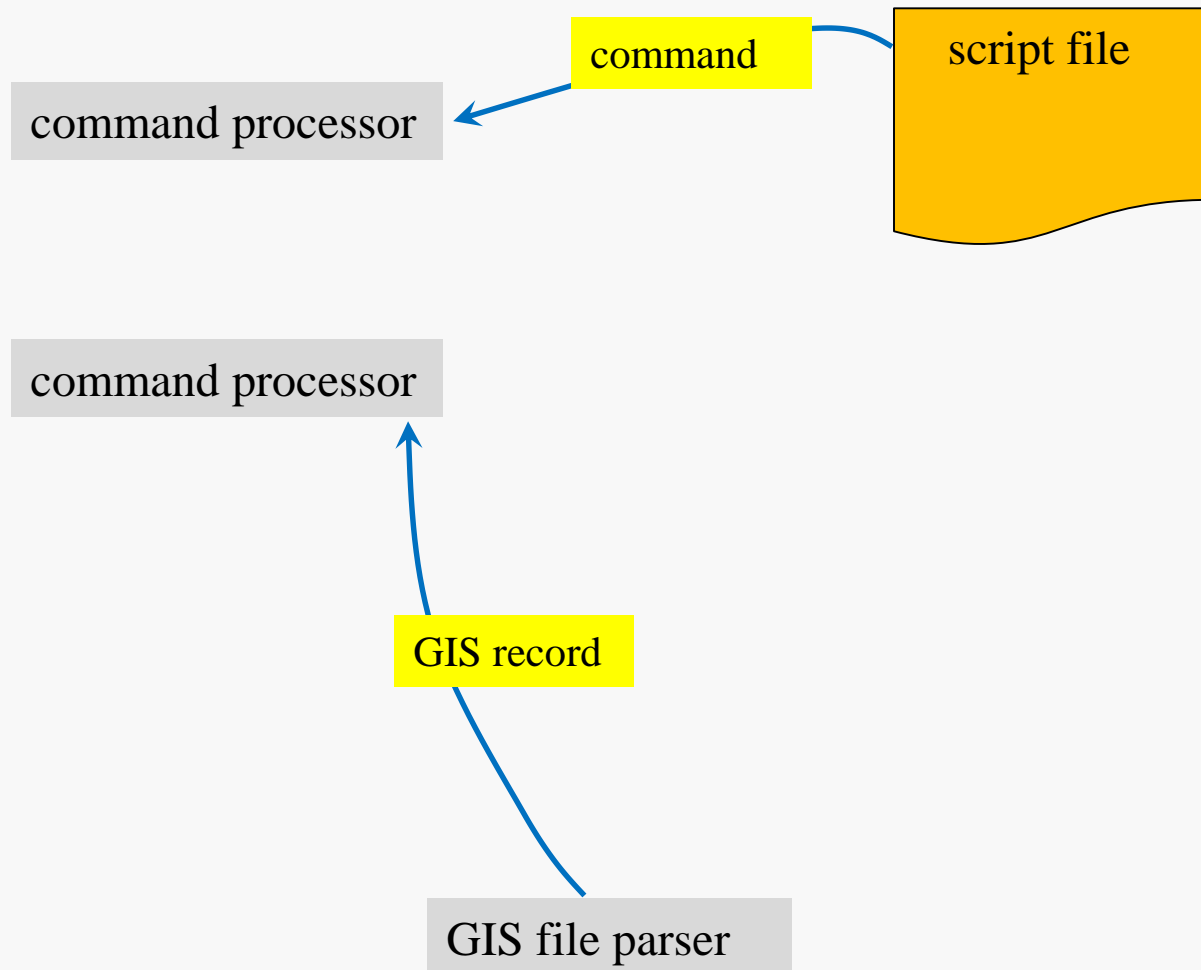 command
script file
command processor
command processor
GIS record
GIS file parser